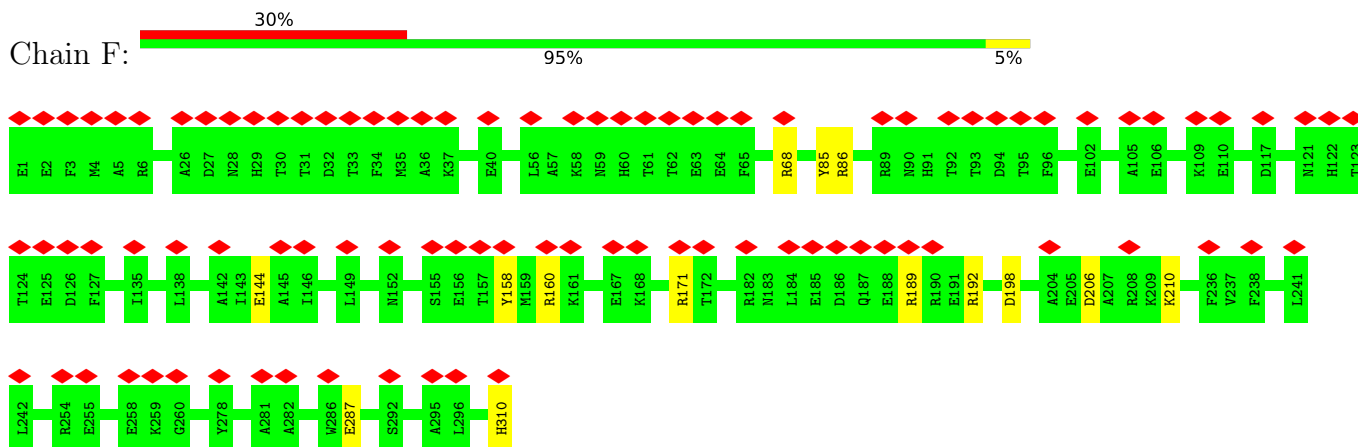 30%
Chain F:
95% 5%
E1 E2 F3 M4 A5 R6 A26 D27 N28 H29 T30 T31 D32 T33 F34 M35 A36 K37 E40 L56 A57 K58 N59 H60 T61 T62 E63 E64 F65 R68 Y85 R86 R89 N90 H91 T92 T93 D94 T95 F96 E102 A105 E106 K109 E110 D117 N121 H122 T123
T124 E125 D126 F127 I135 L138 A142 I143 E144 A145 I146 L149 N152 S155 E156 T157 Y158 M159 R160 K161 E167 K168 R171 T172 R182 N183 L184 E185 D186 Q187 E188 R189 R190 E191 R192 D198 A204 E205 D206 A207 R208 K209 K210 F236 V237 F238 L241
L242 R254 E255 E258 K259 G260 Y278 A281 A282 W286 E287 S292 A295 L296 H310